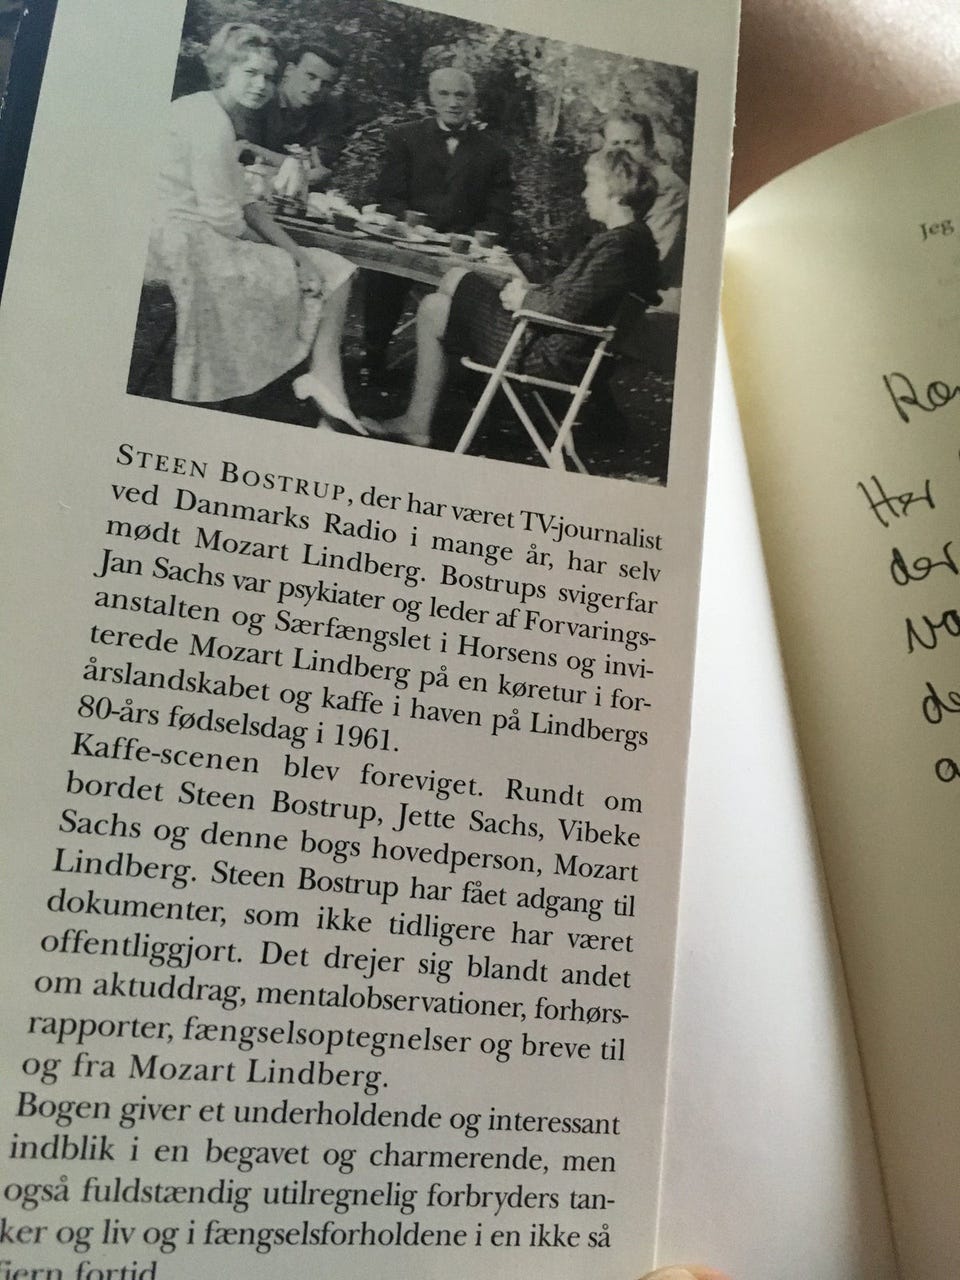 STEEN BOSTRUP, der har været TV-journalist
ved Danmarks Radio i mange år, har selv
mødt Mozart Lindberg. Bostrups svigerfar
Jan Sachs var psykiater og leder af Forvarings-
anstalten og Særfængslet i Horsens og invi-
terede Mozart Lindberg på en køretur i for-
årslandskabet og kaffe i haven på Lindbergs
80-års fødselsdag i 1961.
Kaffe-scenen blev foreviget. Rundt om
bordet Steen Bostrup, Jette Sachs, Vibeke
Sachs og denne bogs hovedperson, Mozart
Lindberg. Steen Bostrup har fået adgang til
dokumenter, som ikke tidligere har været
offentliggjort. Det drejer sig blandt andet
om aktuddrag, mentalobservationer, forhørs-
rapporter, fængselsoptegnelser og breve til
og fra Mozart Lindberg.
Bogen giver et underholdende og interessant
indblik i en begavet og charmerende, men
også fuldstændig utilregnelig forbryders tan-
ker og liv og i fængselsforholdene i en ikke så
fjern fortid
Jeg
Her
der